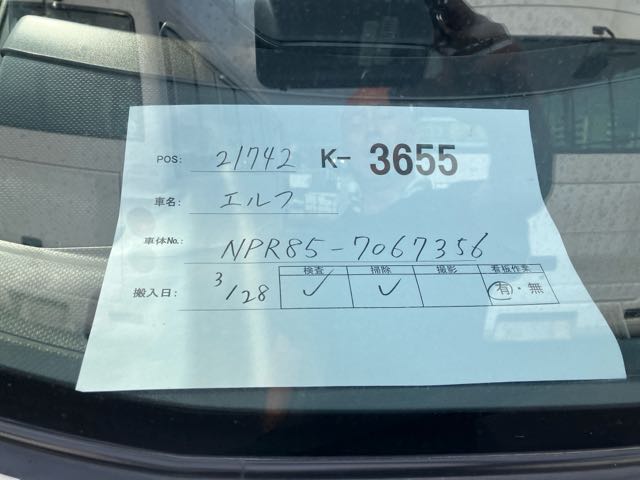 POS: 21742 K- 3655
車名: エルフ
車体No.: NPR85-7067356
検査 掃除 撮影 看板作業
搬入日: 3/28 ✓ ✓ 有・無